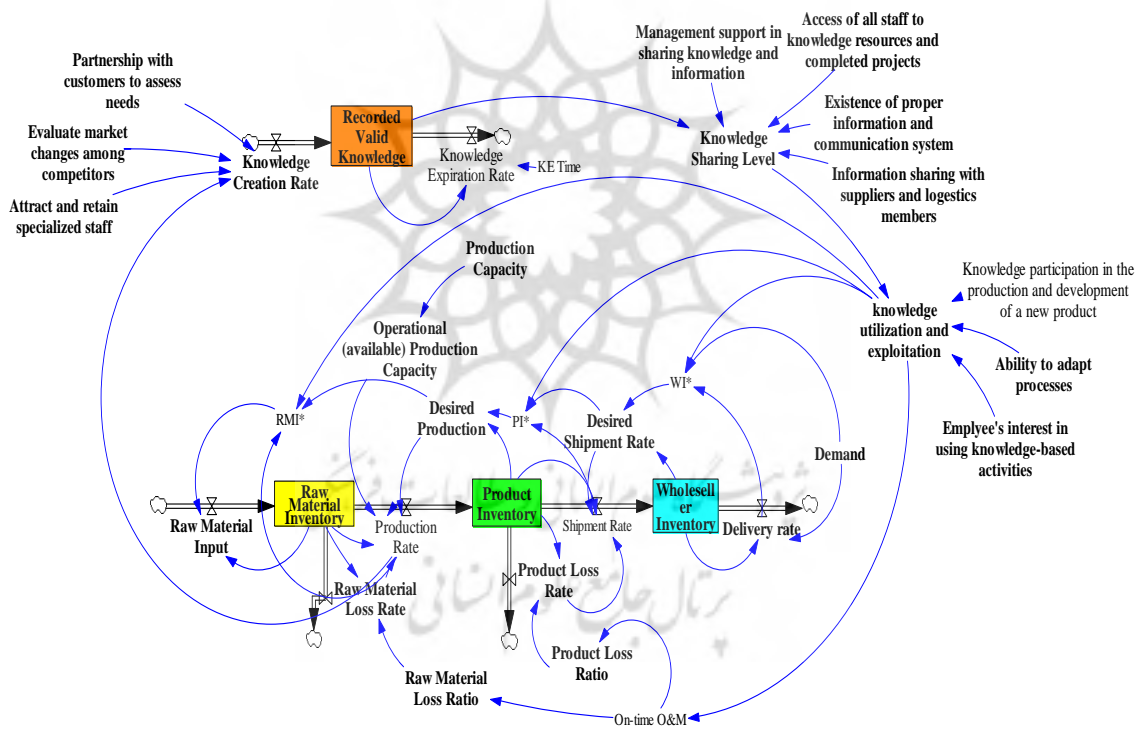 Partnership with
customers to assess
needs
Evaluate market
changes among
competitors
Attract and retain
specialized staff
Knowledge
Creation Rate
Recorded
Valid
Knowledge
Knowledge
Expiration Rate
KE Time
Management support in
sharing knowledge and
information
Access of all staff to
knowledge resources and
completed projects
Knowledge
Sharing Level
Existence of proper
information and
communication system
Information sharing with
suppliers and logestics
members
Production
Capacity
Operational
(available) Production
Capacity
knowledge
utilization and
exploitation
Knowledge participation in the
production and development
of a new product
Ability to adapt
processes
Emplyee's interest in
using knowledge-based
activities
RMI*
Desired
Production
PI*
Desired
Shipment Rate
WI*
Demand
Raw Material
Input
Raw
Material
Inventory
Production
Rate
Product
Inventory
Shipment Rate
Wholesell
er
Inventory
Delivery rate
Raw Material
Loss Rate
Product Loss
Rate
Raw Material
Loss Ratio
Product Loss
Ratio
On-time O&M
پرتال جامع علوم انسانی